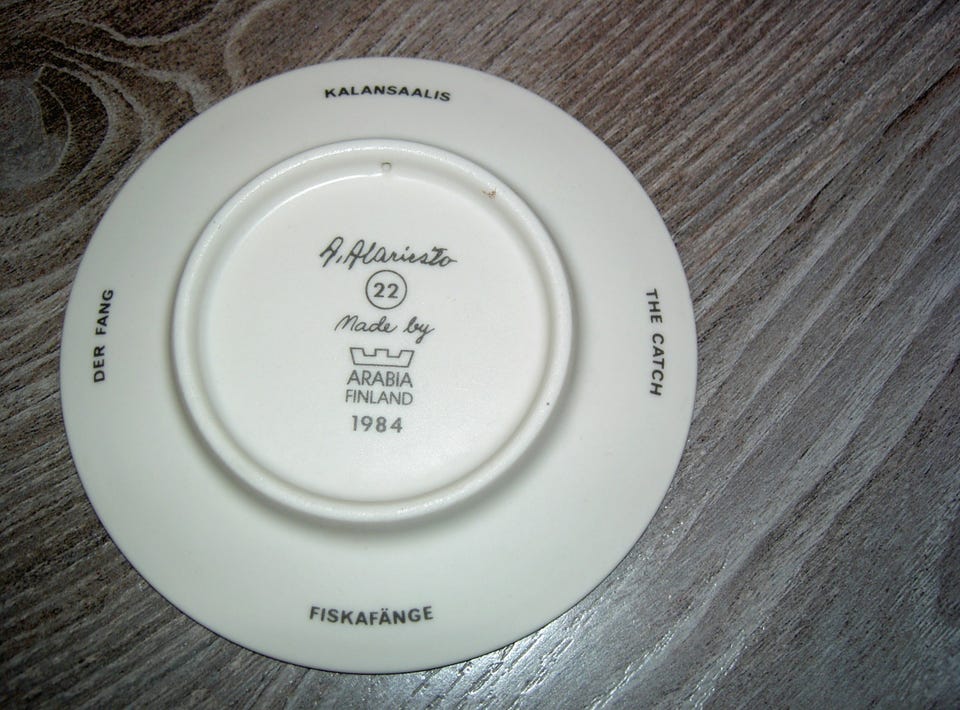 KALANSAALIS
A. Alariesto
22
Made by
ARABIA
FINLAND
1984
DER FANG
THE CATCH
FISKAFÄNGE